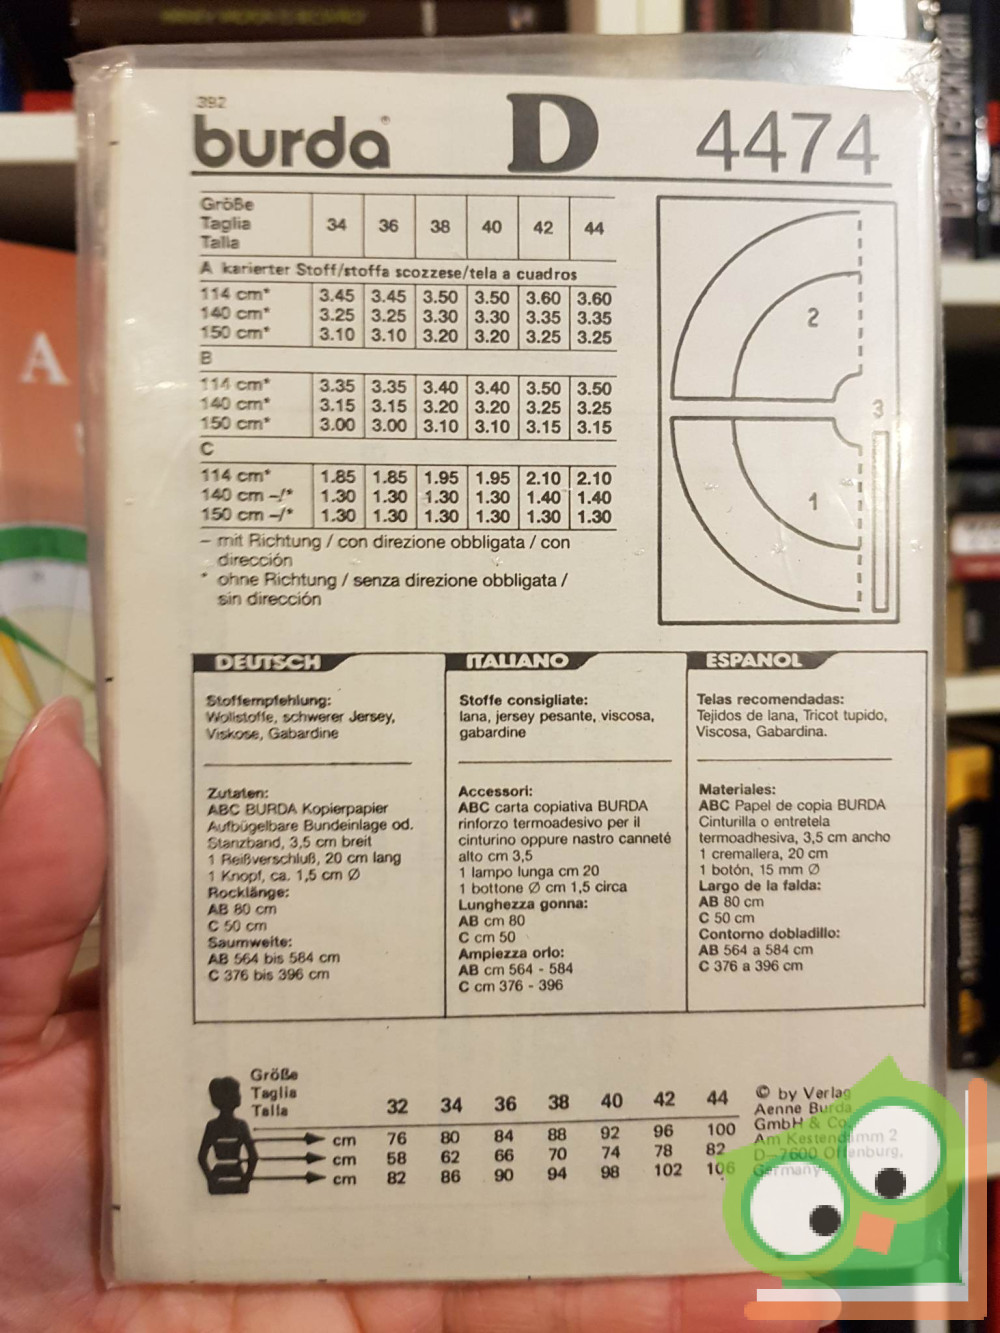 392
burda® D 4474
Größe
Taglia
Talla
34 36 38 40 42 44
A karierter Stoff/stoffa scozzese/tela a cuadros
114 cm* 3.45 3.45 3.50 3.50 3.60 3.60
140 cm* 3.25 3.25 3.30 3.30 3.35 3.35
150 cm* 3.10 3.10 3.20 3.20 3.25 3.25
B
114 cm* 3.35 3.35 3.40 3.40 3.50 3.50
140 cm* 3.15 3.15 3.20 3.20 3.25 3.25
150 cm* 3.00 3.00 3.10 3.10 3.15 3.15
C
114 cm* 1.85 1.85 1.95 1.95 2.10 2.10
140 cm –/* 1.30 1.30 1.30 1.30 1.40 1.40
150 cm –/* 1.30 1.30 1.30 1.30 1.30 1.30
– mit Richtung / con direzione obbligata / con
dirección
* ohne Richtung / senza direzione obbligata /
sin dirección
2
3
1
DEUTSCH
Stoffempfehlung:
Wollstoffe, schwerer Jersey,
Viskose, Gabardine
Zutaten:
ABC BURDA Kopierpapier
Aufbügelbare Bundeinlage od.
Stanzband, 3,5 cm breit
1 Reißverschluß, 20 cm lang
1 Knopf, ca. 1,5 cm Ø
Rocklänge:
AB 80 cm
C 50 cm
Saumweite:
AB 564 bis 584 cm
C 376 bis 396 cm
ITALIANO
Stoffe consigliate:
lana, jersey pesante, viscosa,
gabardine
Accessori:
ABC carta copiativa BURDA
rinforzo termoadesivo per il
cinturino oppure nastro canneté
alto cm 3,5
1 lampo lunga cm 20
1 bottone Ø cm 1,5 circa
Lunghezza gonna:
AB cm 80
C cm 50
Ampiezza orlo:
AB cm 564 - 584
C cm 376 - 396
ESPAÑOL
Telas recomendadas:
Tejidos de lana, Tricot tupido,
Viscosa, Gabardina.
Materiales:
ABC Papel de copia BURDA
Cinturilla o entretela
termoadhesiva, 3,5 cm ancho
1 cremallera, 20 cm
1 botón, 15 mm Ø
Largo de la falda:
AB 80 cm
C 50 cm
Contorno dobladillo:
AB 564 a 584 cm
C 376 a 396 cm
Größe
Taglia
Talla
32 34 36 38 40 42 44
cm 76 80 84 88 92 96 100
cm 58 62 66 70 74 78 82
cm 82 86 90 94 98 102 106
© by Verlag
Aenne Burda
GmbH & Co.
Am Kestendamm 2
D–7600 Offenburg,
Germany
A